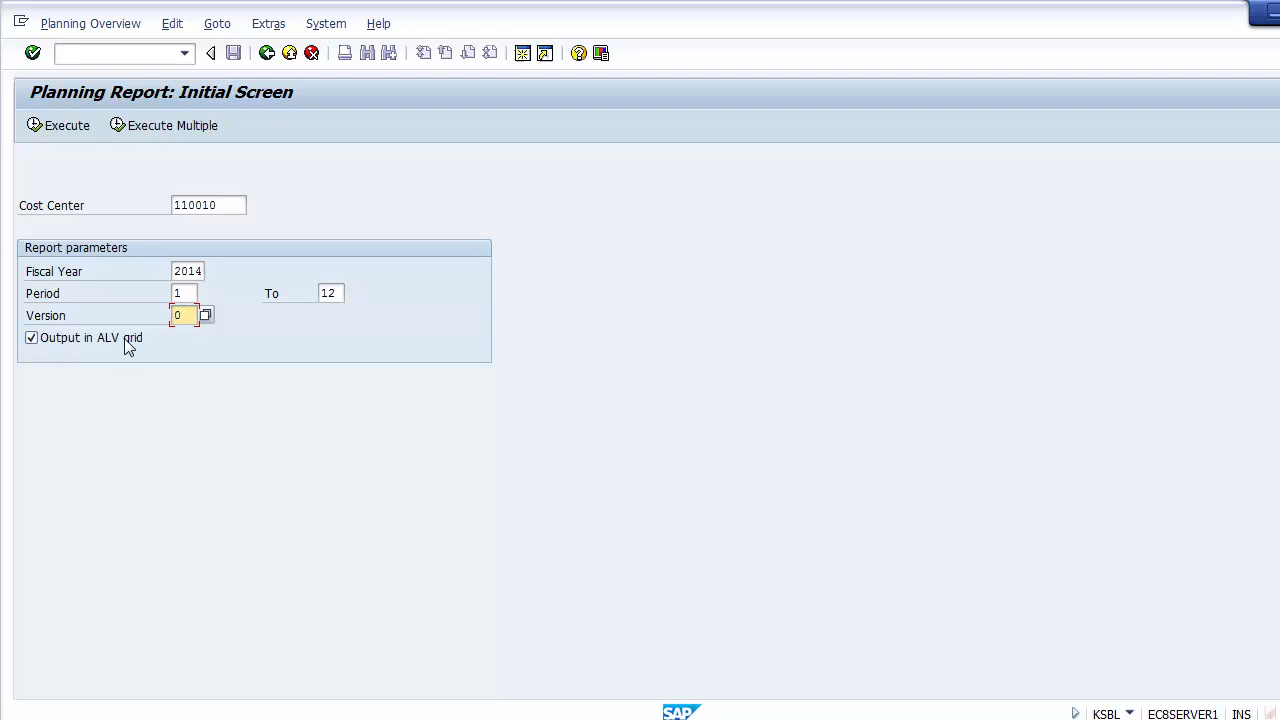 Planning Overview Edit Goto Extras System Help
Planning Report: Initial Screen
Execute Execute Multiple
Cost Center 110010
Report parameters
Fiscal Year 2014
Period 1 To 12
Version 0
Output in ALV grid
SAP KSBL EC8SERVER1 INS